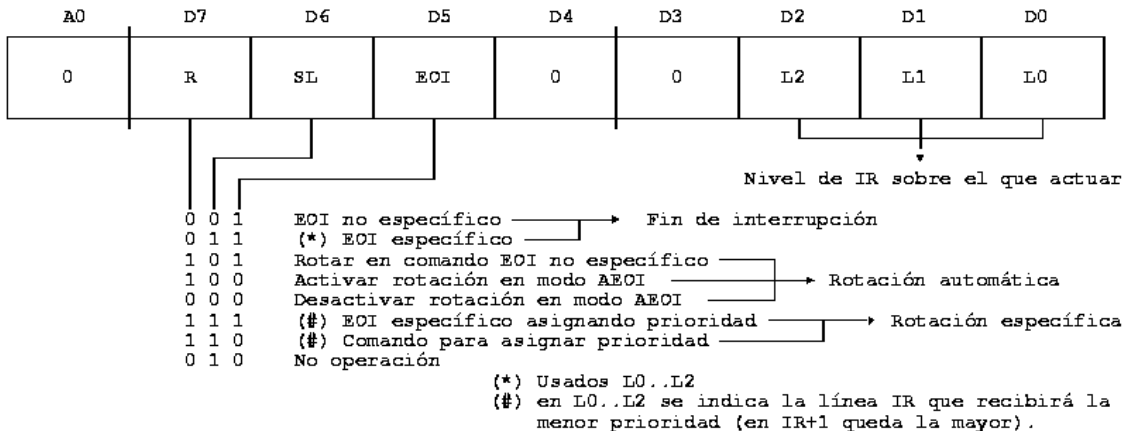 A0 D7 D6 D5 D4 D3 D2 D1 D0
0 R SL EOI 0 0 L2 L1 L0
Nivel de IR sobre el que actuar
0 0 1 EOI no específico Fin de interrupción
0 1 1 (*) EOI específico
1 0 1 Rotar en comando EOI no específico
1 0 0 Activar rotación en modo AEOI Rotación automática
0 0 0 Desactivar rotación en modo AEOI
1 1 1 (#) EOI específico asignando prioridad Rotación específica
1 1 0 (#) Comando para asignar prioridad
0 1 0 No operación
(*) Usados L0..L2
(#) en L0..L2 se indica la línea IR que recibirá la
menor prioridad (en IR+1 queda la mayor).